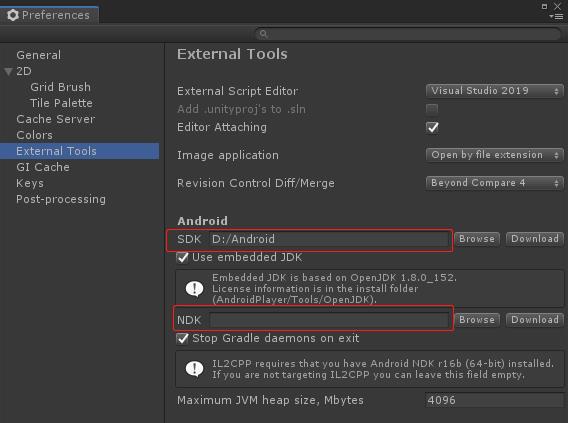 Preferences
External Tools
General
2D
Grid Brush
Tile Palette
Cache Server
Colors
External Tools
GI Cache
Keys
Post-processing
External Script Editor Visual Studio 2019
Add .unityproj's to .sln
Editor Attaching
Image application Open by file extension
Revision Control Diff/Merge Beyond Compare 4
Android
SDK D:/Android Browse Download
Use embedded JDK
Embedded JDK is based on OpenJDK 1.8.0_152.
License information is in the install folder
(AndroidPlayer/Tools/OpenJDK).
NDK Browse Download
Stop Gradle daemons on exit
IL2CPP requires that you have Android NDK r16b (64-bit) installed.
If you are not targeting IL2CPP you can leave this field empty.
Maximum JVM heap size, Mbytes 4096